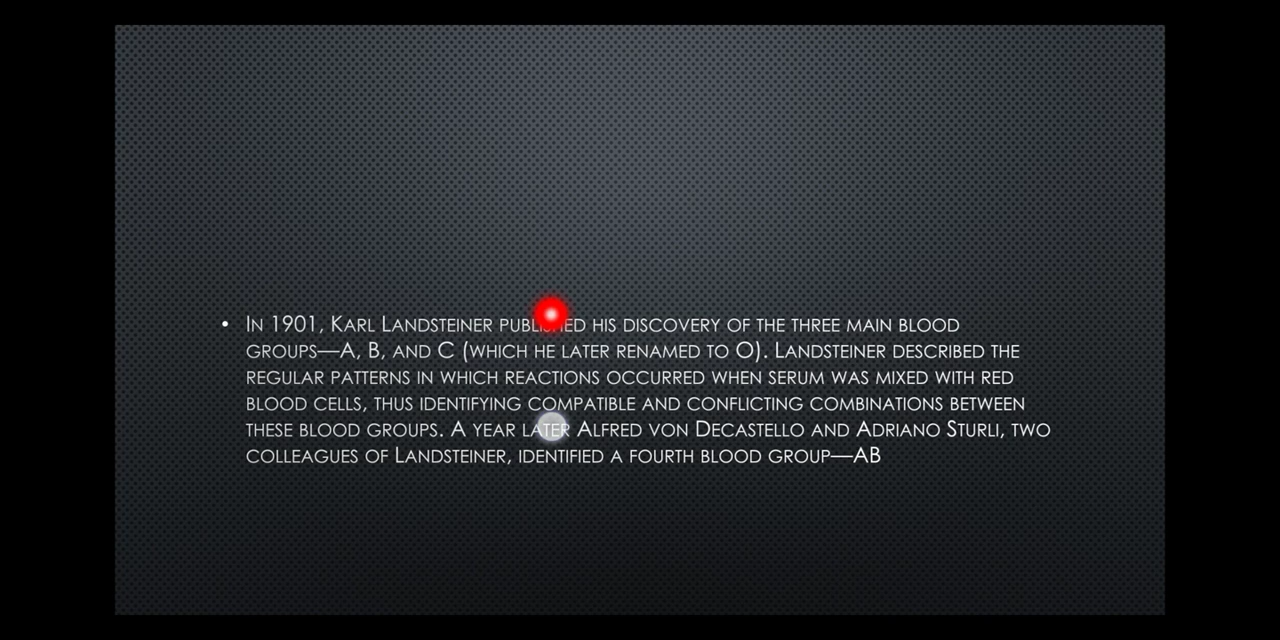 • In 1901, Karl Landsteiner published his discovery of the three main blood
groups—A, B, and C (which he later renamed to O). Landsteiner described the
regular patterns in which reactions occurred when serum was mixed with red
blood cells, thus identifying compatible and conflicting combinations between
these blood groups. A year later Alfred von Decastello and Adriano Sturli, two
colleagues of Landsteiner, identified a fourth blood group—AB